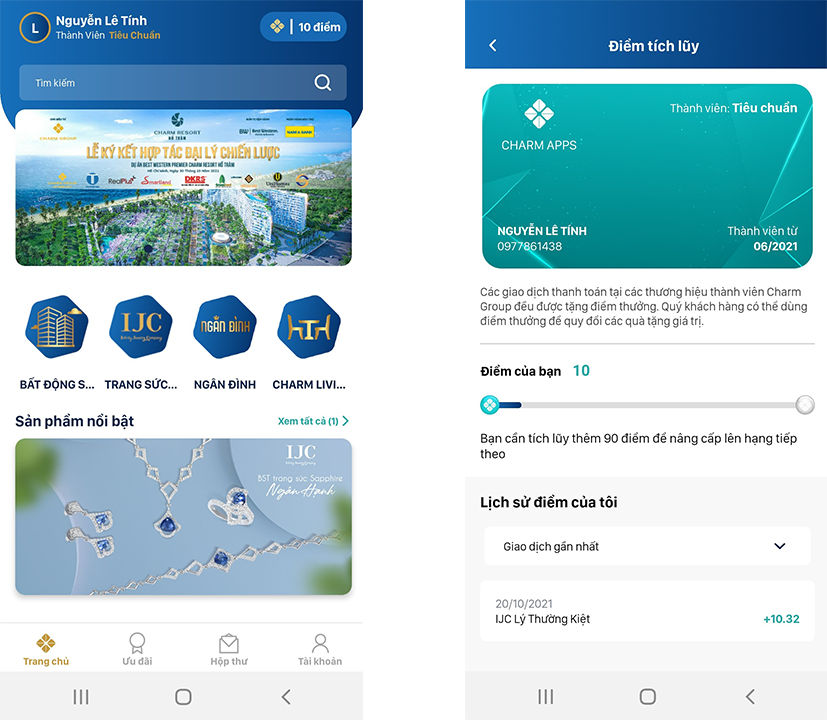 L
Nguyễn Lê Tính
Thành Viên Tiêu Chuẩn
10 điểm
Tìm kiếm
CHARM GROUP
CHARM RESORT
HỒ TRÀM
Best Western
NAM A BANK
LỄ KÝ KẾT HỢP TÁC ĐẠI LÝ CHIẾN LƯỢC
DỰ ÁN BEST WESTERN PREMIER CHARM RESORT HỒ TRÀM
RealPlus
Smartland
DKRS
IJC
NGÂN ĐÌNH
BẤT ĐỘNG S...
TRANG SỨC...
NGÂN ĐÌNH
CHARM LIVI...
Sản phẩm nổi bật
Xem tất cả (1)
IJC
BST trang sức Sapphire
Ngân Hạnh
Trang chủ
Ưu đãi
Hộp thư
Tài khoản
Điểm tích lũy
CHARM APPS
Thành viên: Tiêu chuẩn
NGUYỄN LÊ TÍNH
0977861438
Thành viên từ
06/2021
Các giao dịch thanh toán tại các thương hiệu thành viên Charm
Group đều được tặng điểm thưởng. Quý khách hàng có thể dùng
điểm thưởng để quy đổi các quà tặng giá trị.
Điểm của bạn 10
Bạn cần tích lũy thêm 90 điểm để nâng cấp lên hạng tiếp
theo
Lịch sử điểm của tôi
Giao dịch gần nhất
20/10/2021
IJC Lý Thường Kiệt
+10.32